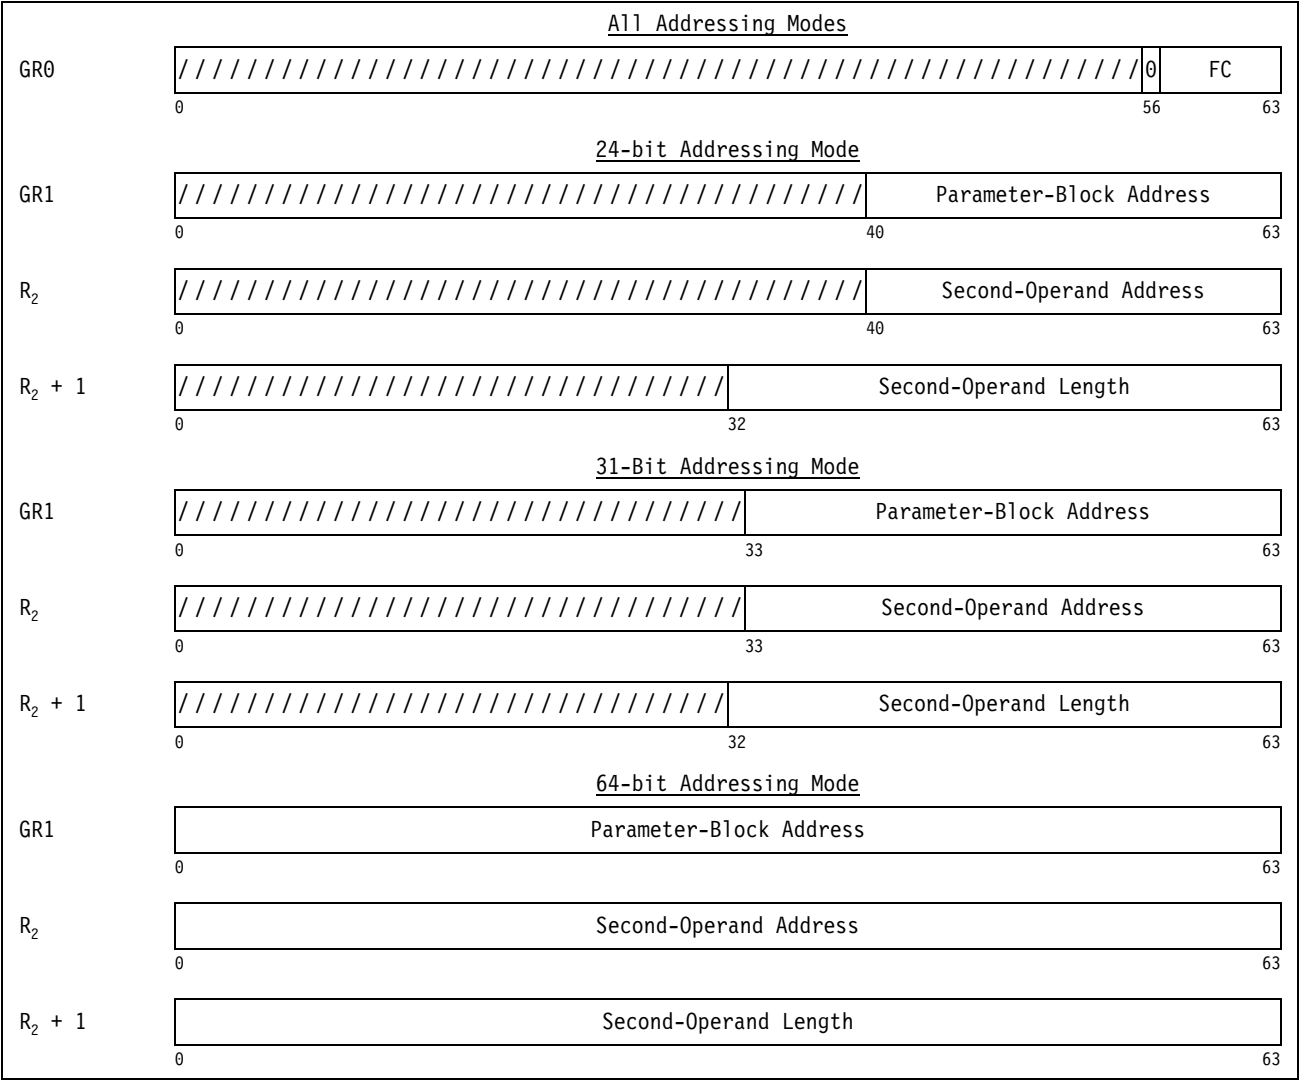 All Addressing Modes
GR0 //////////////////////////////////////////////////////// 0 FC
0 56 63
24-bit Addressing Mode
GR1 //////////////////////////////////////// Parameter-Block Address
0 40 63
R2 //////////////////////////////////////// Second-Operand Address
0 40 63
R2 + 1 //////////////////////////////// Second-Operand Length
0 32 63
31-Bit Addressing Mode
GR1 ///////////////////////////////// Parameter-Block Address
0 33 63
R2 ///////////////////////////////// Second-Operand Address
0 33 63
R2 + 1 //////////////////////////////// Second-Operand Length
0 32 63
64-bit Addressing Mode
GR1 Parameter-Block Address
0 63
R2 Second-Operand Address
0 63
R2 + 1 Second-Operand Length
0 63